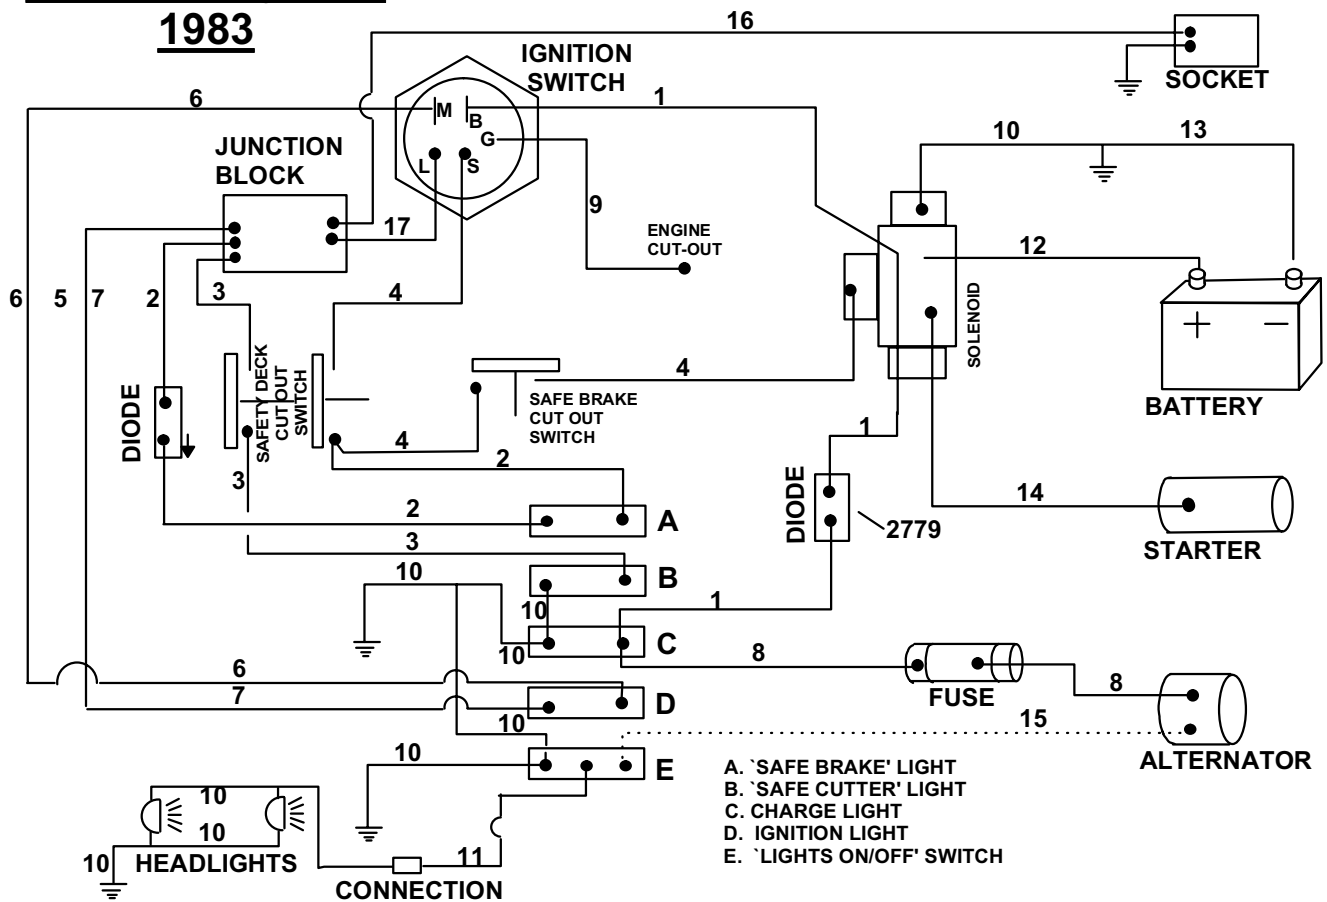 1983
16
SOCKET
IGNITION
SWITCH
6
M
B
G
L
S
1
10
13
JUNCTION
BLOCK
17
9
ENGINE
CUT-OUT
12
6
5
7
2
3
4
SOLENOID
+
−
BATTERY
DIODE
SAFETY DECK
CUT OUT
SWITCH
4
SAFE BRAKE
CUT OUT
SWITCH
4
2
1
3
2
A
DIODE
2779
14
STARTER
3
10
B
10
1
10
C
8
FUSE
8
6
7
D
10
15
ALTERNATOR
10
E
A. `SAFE BRAKE' LIGHT
B. `SAFE CUTTER' LIGHT
C. CHARGE LIGHT
D. IGNITION LIGHT
E. `LIGHTS ON/OFF' SWITCH
10
10
10
HEADLIGHTS
11
CONNECTION